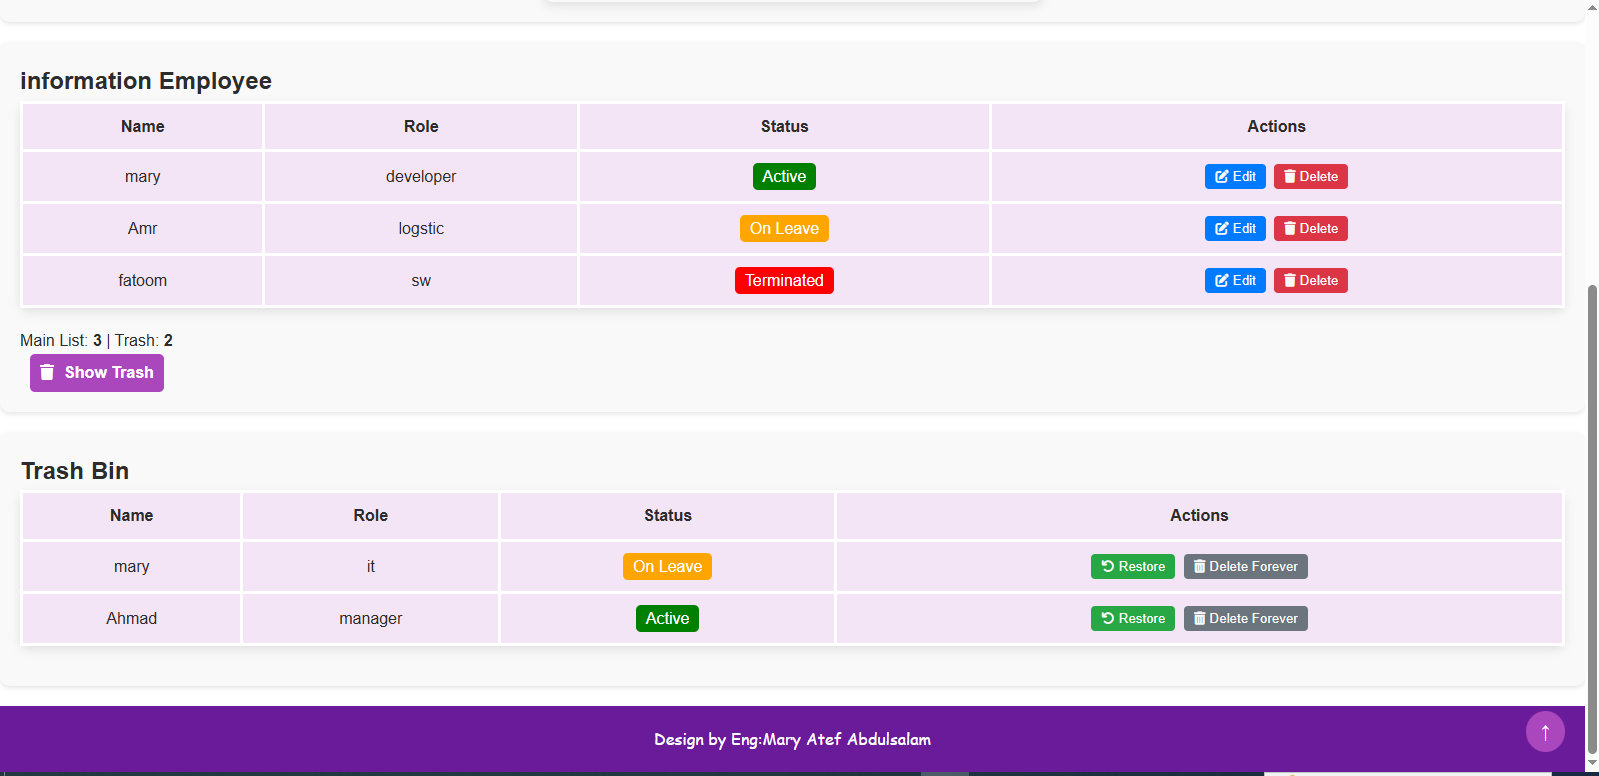 information Employee
Name Role Status Actions
mary developer Active Edit Delete
Amr logstic On Leave Edit Delete
fatoom sw Terminated Edit Delete
Main List: 3 | Trash: 2
Show Trash
Trash Bin
Name Role Status Actions
mary it On Leave Restore Delete Forever
Ahmad manager Active Restore Delete Forever
Design by Eng:Mary Atef Abdulsalam
↑